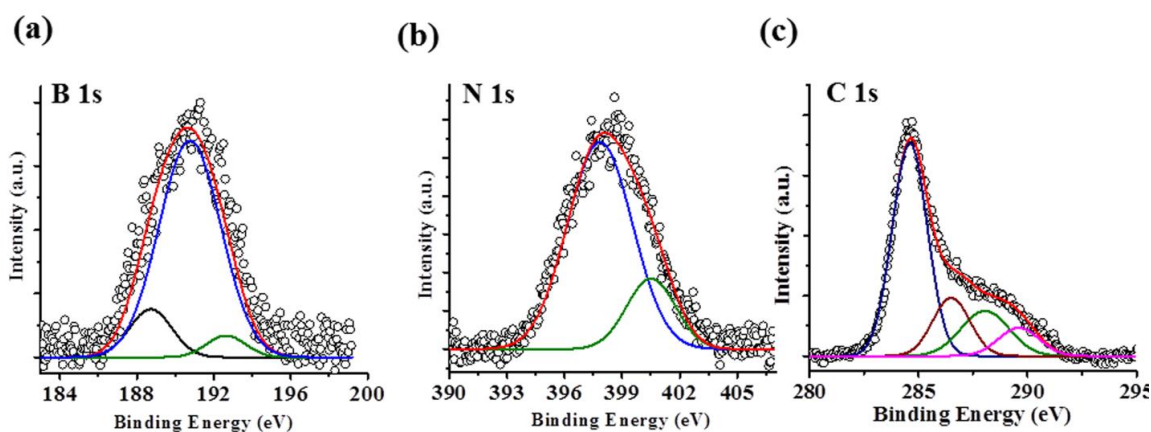 (a)
(b)
(c)
B 1s
N 1s
C 1s
Intensity (a.u.)
Intensity (a.u.)
Intensity (a.u.)
184 188 192 196 200
390 393 396 399 402 405
280 285 290 295
Binding Energy (eV)
Binding Energy (eV)
Binding Energy (eV)